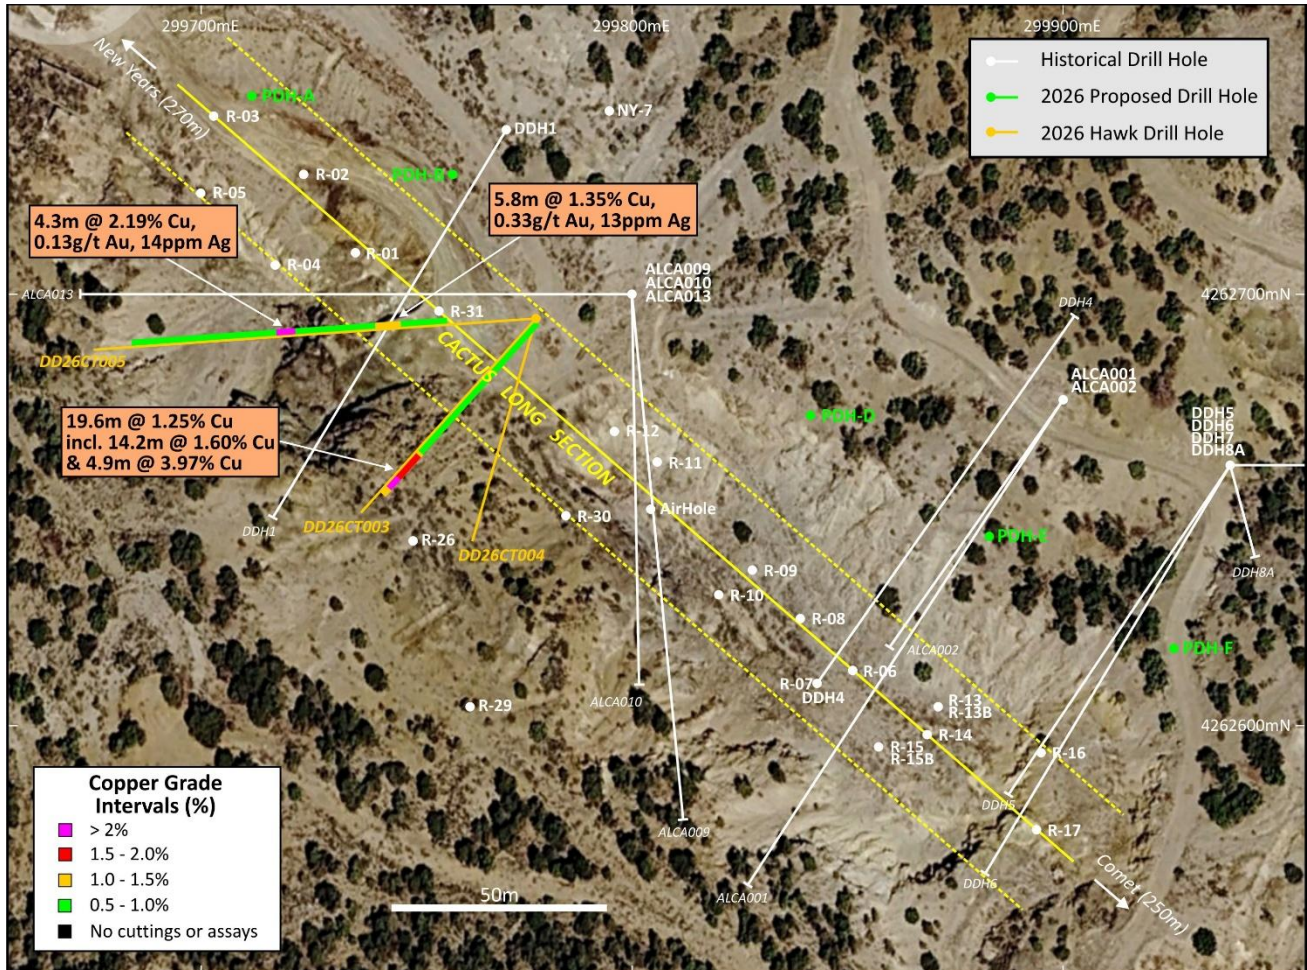 299700mE
299800mE
299900mE
New Years (270m)
PDH-A
R-03
NY-7
DDH1
Historical Drill Hole
2026 Proposed Drill Hole
2026 Hawk Drill Hole
R-02
PDH-B
R-05
4.3m @ 2.19% Cu,
0.13g/t Au, 14ppm Ag
5.8m @ 1.35% Cu,
0.33g/t Au, 13ppm Ag
R-01
R-04
ALCA009
ALCA010
ALCA013
ALCA013
4262700mN
DDH4
R-31
DD26CT005
CACTUS LONG SECTION
ALCA001
ALCA002
19.6m @ 1.25% Cu
incl. 14.2m @ 1.60% Cu
& 4.9m @ 3.97% Cu
PDH-D
DDH5
DDH6
DDH7
DDH8A
R-12
R-11
AirHole
R-30
DDH1
DD26CT003
R-26
DD26CT004
PDH-E
DDH8A
R-09
R-10
R-08
ALCA002
PDH-F
R-06
R-07
DDH4
ALCA010
R-29
R-13
R-13B
R-14
4262600mN
R-15
R-15B
R-16
DDH5
ALCA009
R-17
DDH6
ALCA001
Comet (250m)
50m
Copper Grade
Intervals (%)
> 2%
1.5 - 2.0%
1.0 - 1.5%
0.5 - 1.0%
No cuttings or assays